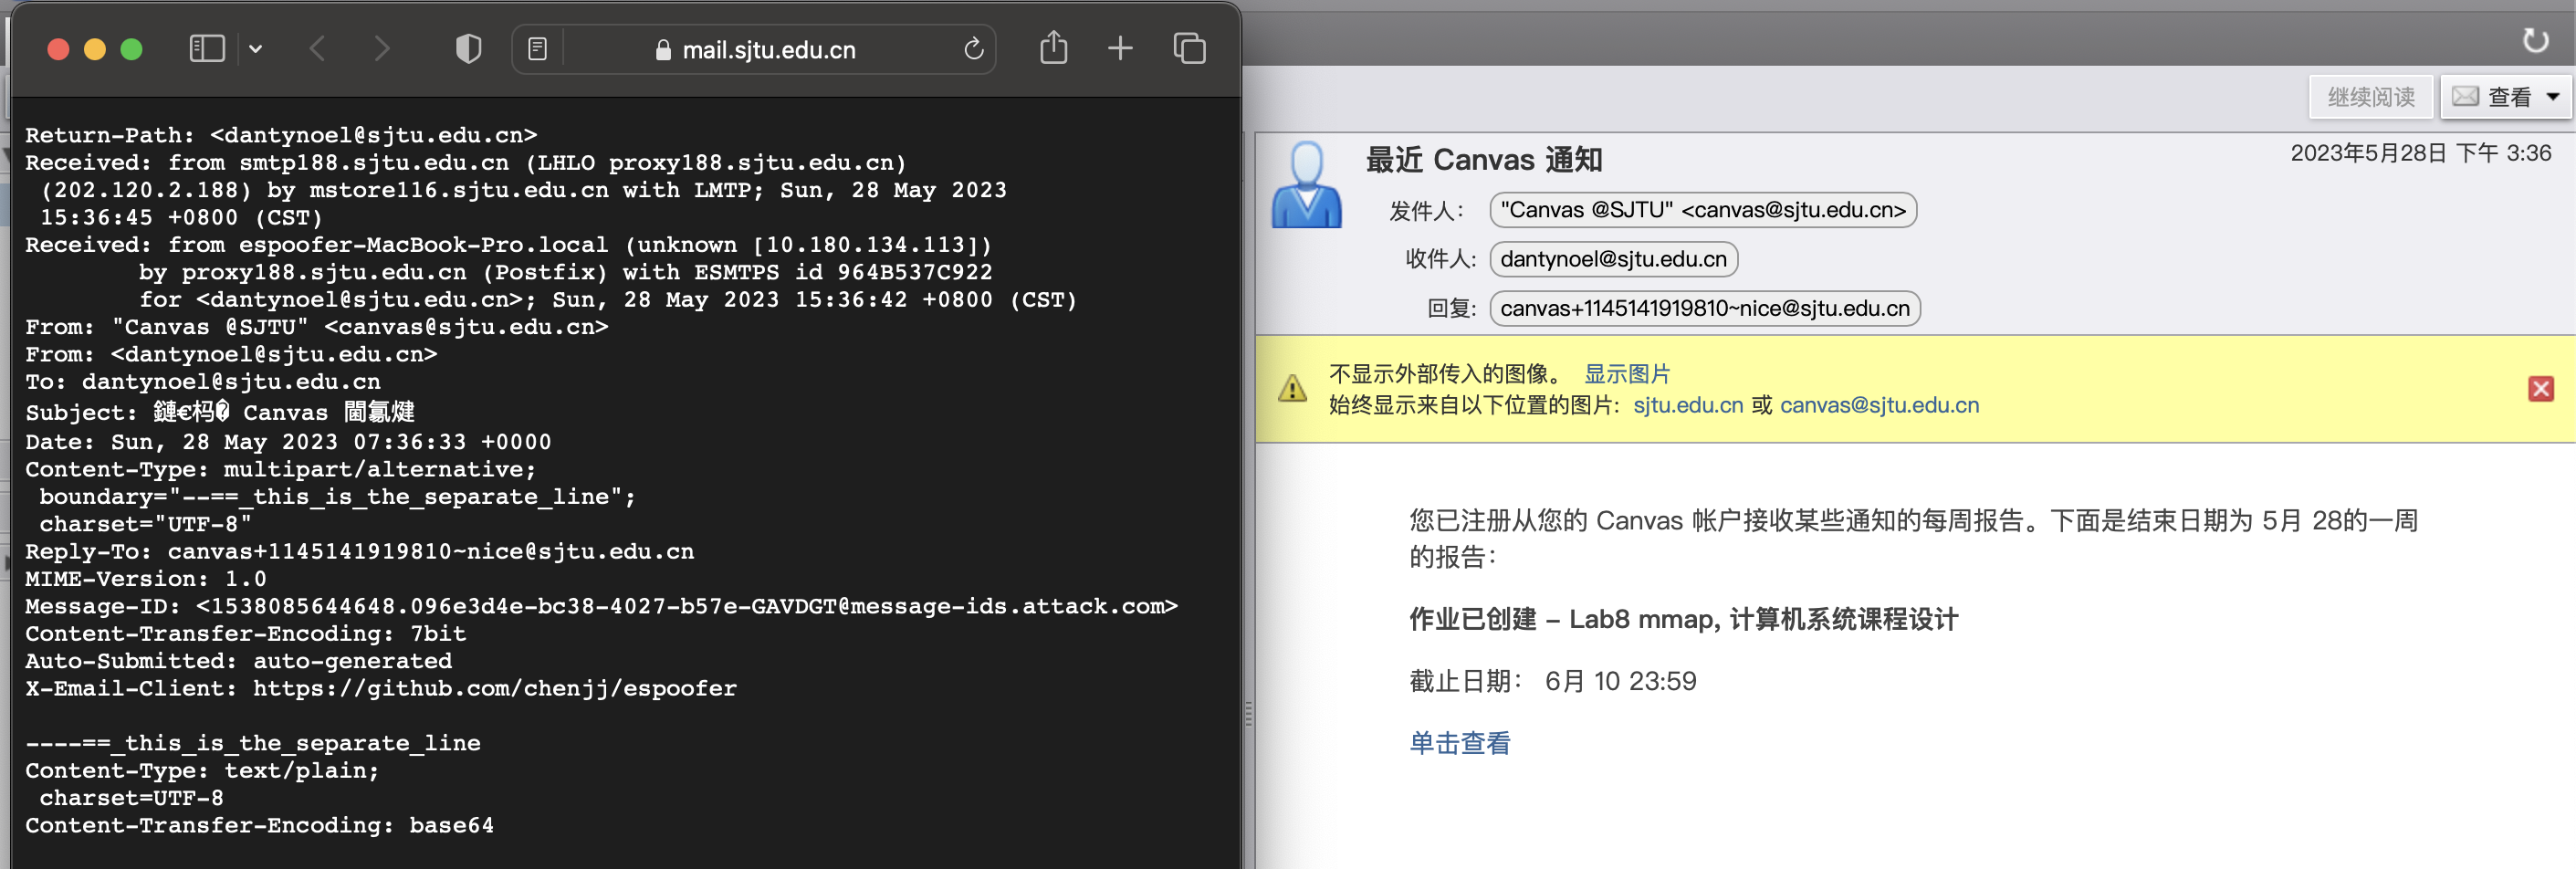 mail.sjtu.edu.cn
Return-Path: <dantynoel@sjtu.edu.cn>
Received: from smtp188.sjtu.edu.cn (LHLO proxy188.sjtu.edu.cn)
(202.120.2.188) by mstore116.sjtu.edu.cn with LMTP; Sun, 28 May 2023
15:36:45 +0800 (CST)
Received: from espoofer-MacBook-Pro.local (unknown [10.180.134.113])
by proxy188.sjtu.edu.cn (Postfix) with ESMTPS id 964B537C922
for <dantynoel@sjtu.edu.cn>; Sun, 28 May 2023 15:36:42 +0800 (CST)
From: "Canvas @SJTU" <canvas@sjtu.edu.cn>
From: <dantynoel@sjtu.edu.cn>
To: dantynoel@sjtu.edu.cn
Subject: 鏈€杩� Canvas 閫氱煡
Date: Sun, 28 May 2023 07:36:33 +0000
Content-Type: multipart/alternative;
boundary="--==_this_is_the_separate_line";
charset="UTF-8"
Reply-To: canvas+1145141919810~nice@sjtu.edu.cn
MIME-Version: 1.0
Message-ID: <1538085644648.096e3d4e-bc38-4027-b57e-GAVDGT@message-ids.attack.com>
Content-Transfer-Encoding: 7bit
Auto-Submitted: auto-generated
X-Email-Client: https://github.com/chenjj/espoofer
----==_this_is_the_separate_line
Content-Type: text/plain;
charset=UTF-8
Content-Transfer-Encoding: base64
继续阅读 查看
最近 Canvas 通知 2023年5月28日 下午 3:36
发件人: "Canvas @SJTU" <canvas@sjtu.edu.cn>
收件人: dantynoel@sjtu.edu.cn
回复: canvas+1145141919810~nice@sjtu.edu.cn
不显示外部传入的图像。 显示图片
始终显示来自以下位置的图片: sjtu.edu.cn 或 canvas@sjtu.edu.cn
您已注册从您的 Canvas 帐户接收某些通知的每周报告。下面是结束日期为 5月 28的一周
的报告：
作业已创建 – Lab8 mmap, 计算机系统课程设计
截止日期： 6月 10 23:59
单击查看